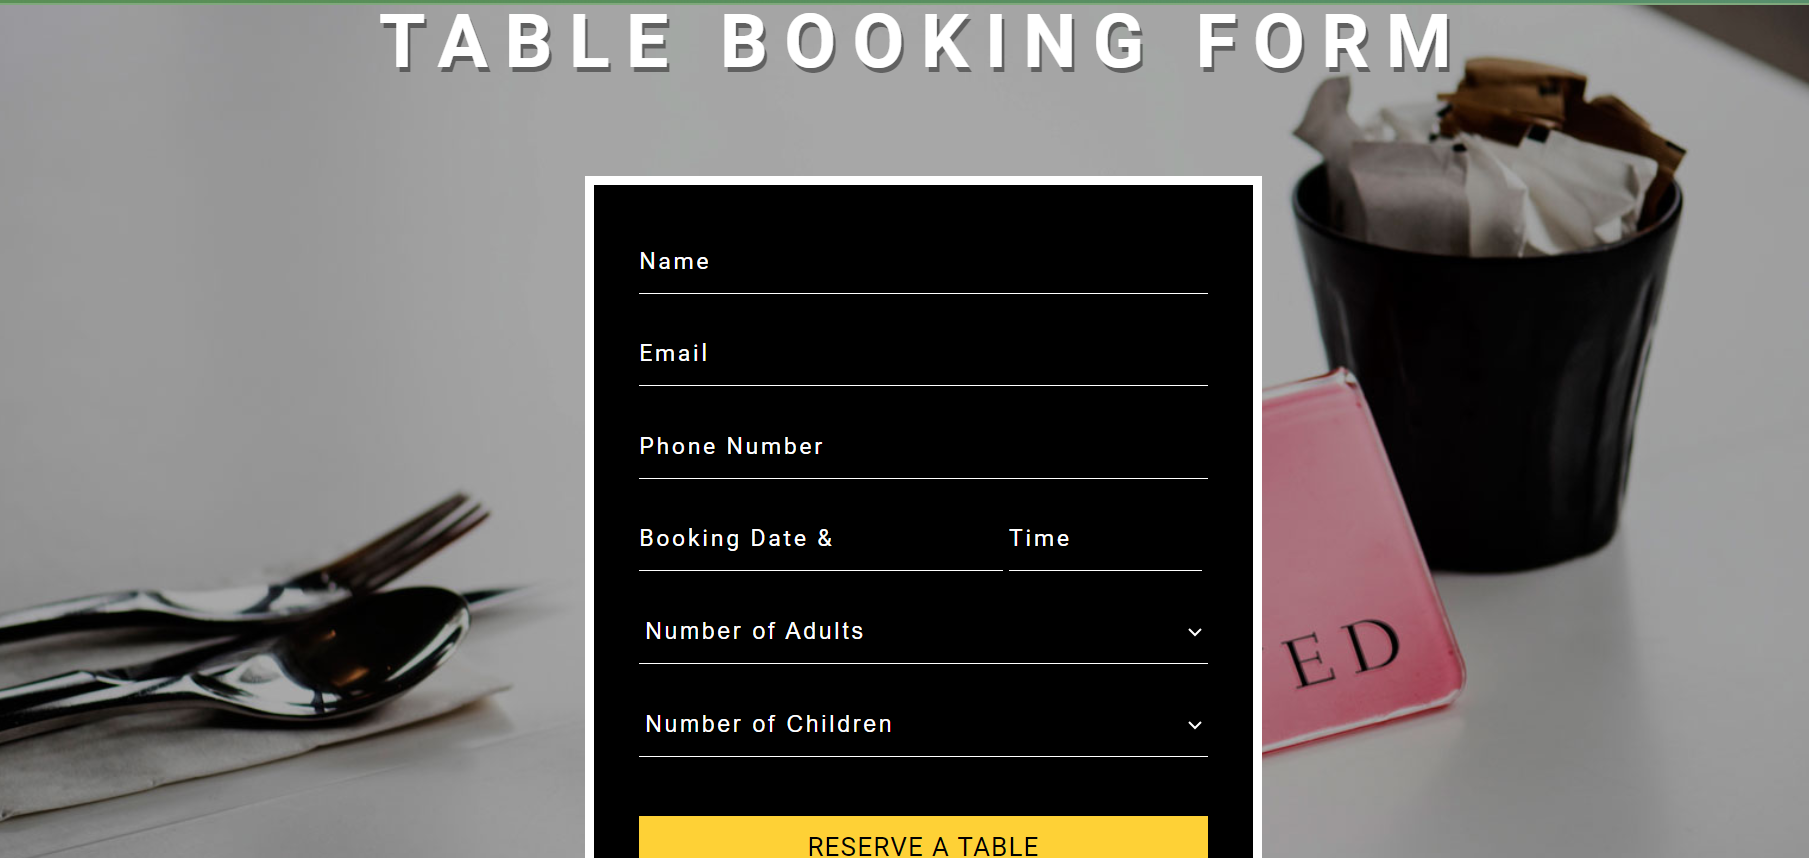 TABLE BOOKING FORM
Name
Email
Phone Number
Booking Date & Time
Number of Adults
Number of Children
ED
RESERVE A TABLE